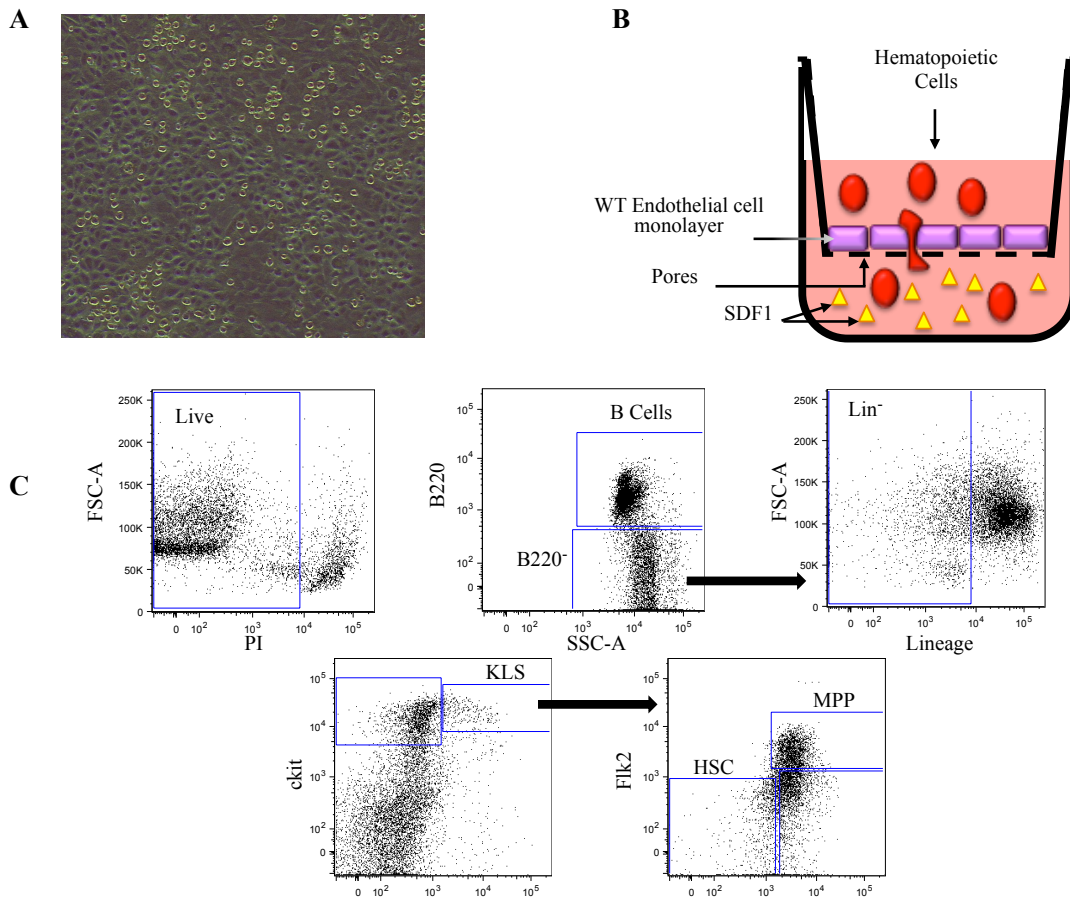 A
B
Hematopoietic
Cells
WT Endothelial cell
monolayer
Pores
SDF1
C
250K
200K
150K
100K
50K
0
FSC-A
Live
0 10^2 10^3 10^4 10^5
PI
10^5
10^4
10^3
10^2
0
B220
B Cells
B220^-
0 10^2 10^3 10^4 10^5
SSC-A
250K
200K
150K
100K
50K
0
FSC-A
Lin^-
0 10^2 10^3 10^4 10^5
Lineage
10^5
10^4
10^3
10^2
0
ckit
KLS
0 10^2 10^3 10^4 10^5
10^5
10^4
10^3
10^2
0
Flk2
MPP
HSC
0 10^2 10^3 10^4 10^5